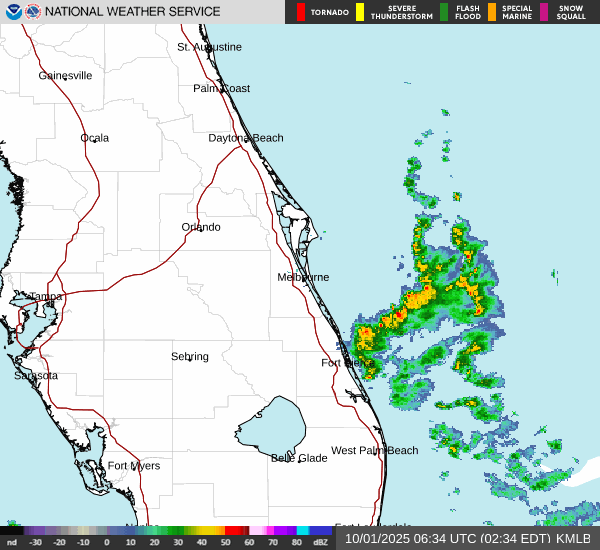 NATIONAL WEATHER SERVICE
TORNADO
SEVERE THUNDERSTORM
FLASH FLOOD
SPECIAL MARINE
SNOW SQUALL
St. Augustine
Gainesville
Palm Coast
Ocala
Daytona Beach
Orlando
Melbourne
Tampa
Sebring
Fort Pierce
Sarasota
West Palm Beach
Belle Glade
Fort Myers
nd -30 -20 -10 0 10 20 30 40 50 60 70 80 dBZ
10/01/2025 06:34 UTC (02:34 EDT) KMLB